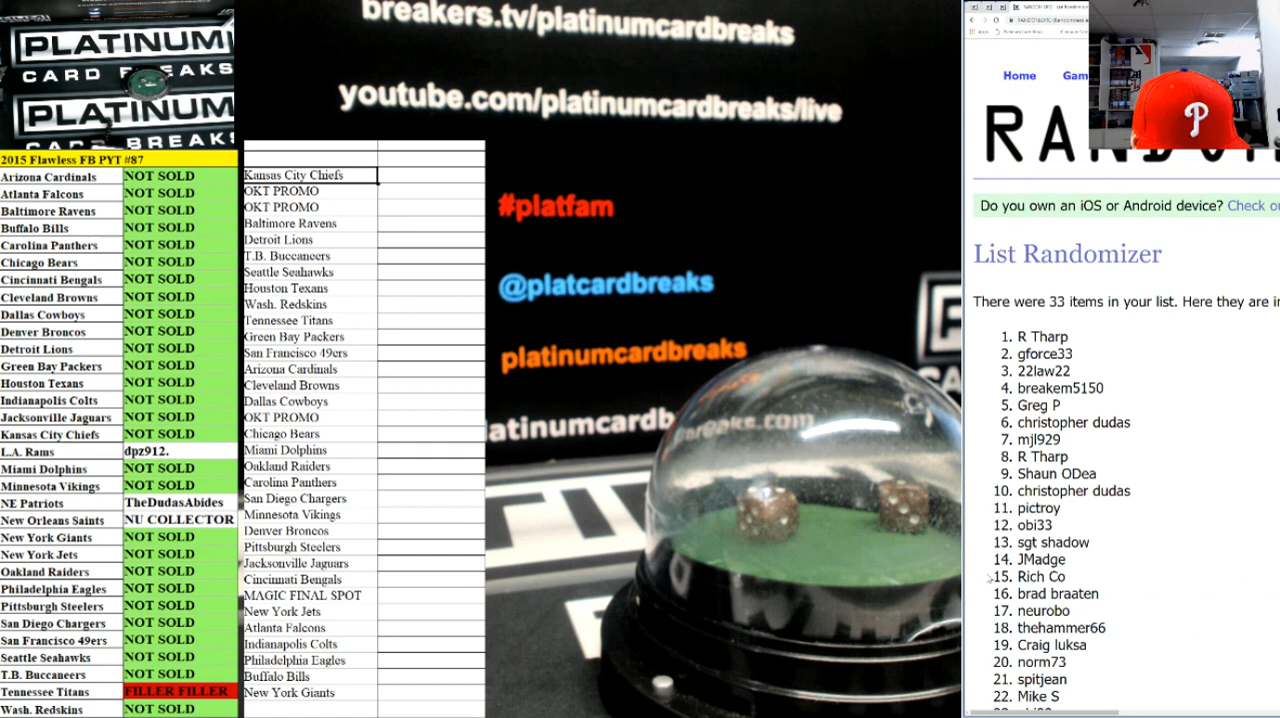 PLATINUM
CARD BREAKS
PLATINUM
CARD BREAKS
2015 Flawless FB PYT #87
Arizona Cardinals NOT SOLD
Atlanta Falcons NOT SOLD
Baltimore Ravens NOT SOLD
Buffalo Bills NOT SOLD
Carolina Panthers NOT SOLD
Chicago Bears NOT SOLD
Cincinnati Bengals NOT SOLD
Cleveland Browns NOT SOLD
Dallas Cowboys NOT SOLD
Denver Broncos NOT SOLD
Detroit Lions NOT SOLD
Green Bay Packers NOT SOLD
Houston Texans NOT SOLD
Indianapolis Colts NOT SOLD
Jacksonville Jaguars NOT SOLD
Kansas City Chiefs NOT SOLD
L.A. Rams dpz912.
Miami Dolphins NOT SOLD
Minnesota Vikings NOT SOLD
NE Patriots TheDudasAbides
New Orleans Saints NU COLLECTOR
New York Giants NOT SOLD
New York Jets NOT SOLD
Oakland Raiders NOT SOLD
Philadelphia Eagles NOT SOLD
Pittsburgh Steelers NOT SOLD
San Diego Chargers NOT SOLD
San Francisco 49ers NOT SOLD
Seattle Seahawks NOT SOLD
T.B. Buccaneers NOT SOLD
Tennessee Titans FILLER FILLER
Wash. Redskins NOT SOLD
Kansas City Chiefs
OKT PROMO
OKT PROMO
Baltimore Ravens
Detroit Lions
T.B. Buccaneers
Seattle Seahawks
Houston Texans
Wash. Redskins
Tennessee Titans
Green Bay Packers
San Francisco 49ers
Arizona Cardinals
Cleveland Browns
Dallas Cowboys
OKT PROMO
Chicago Bears
Miami Dolphins
Oakland Raiders
Carolina Panthers
San Diego Chargers
Minnesota Vikings
Denver Broncos
Pittsburgh Steelers
Jacksonville Jaguars
Cincinnati Bengals
MAGIC FINAL SPOT
New York Jets
Atlanta Falcons
Indianapolis Colts
Philadelphia Eagles
Buffalo Bills
New York Giants
breakers.tv/platinumcardbreaks
youtube.com/platinumcardbreaks/live
#platfam
@platcardbreaks
platinumcardbreaks
latinumcardbreaks.com
Home Gam
RANDOM
P
Do you own an iOS or Android device? Check ou
List Randomizer
There were 33 items in your list. Here they are in
1. R Tharp
2. gforce33
3. 22law22
4. breakem5150
5. Greg P
6. christopher dudas
7. mjl929
8. R Tharp
9. Shaun ODea
10. christopher dudas
11. pictroy
12. obi33
13. sgt shadow
14. JMadge
15. Rich Co
16. brad braaten
17. neurobo
18. thehammer66
19. Craig luksa
20. norm73
21. spitjean
22. Mike S